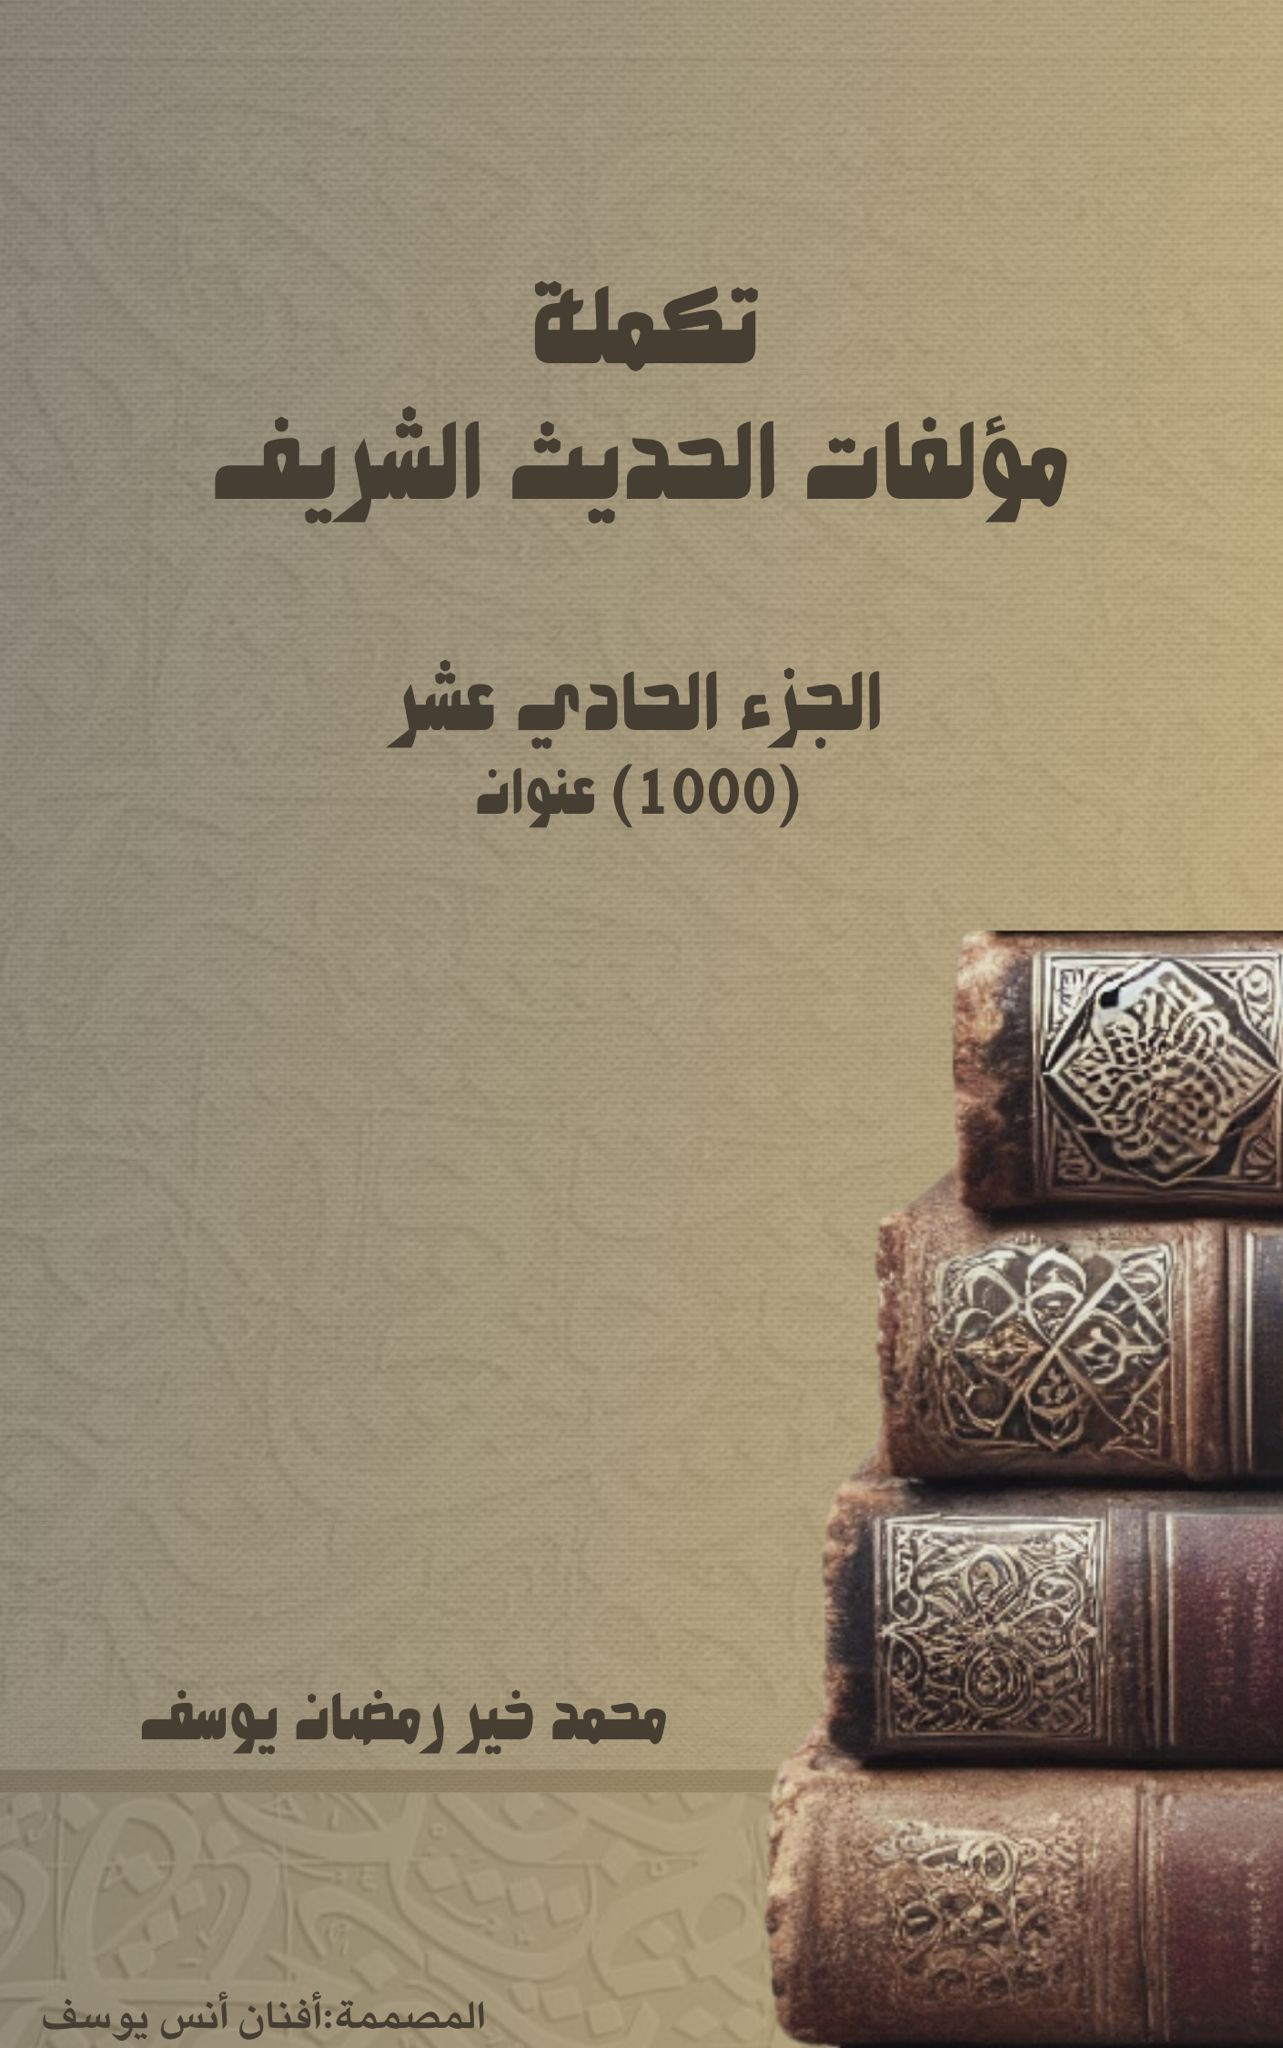 تكملة
مؤلفات الحديث الشريف
الجزء الحادي عشر
(1000) عنوان
محمد خير رمضان يوسف
المصممة:أفنان أنس يوسف